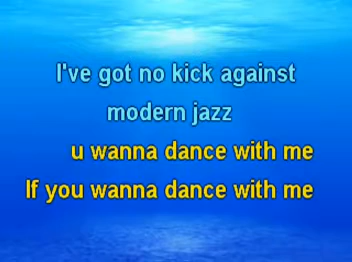 I've got no kick against
modern jazz
u wanna dance with me
If you wanna dance with me